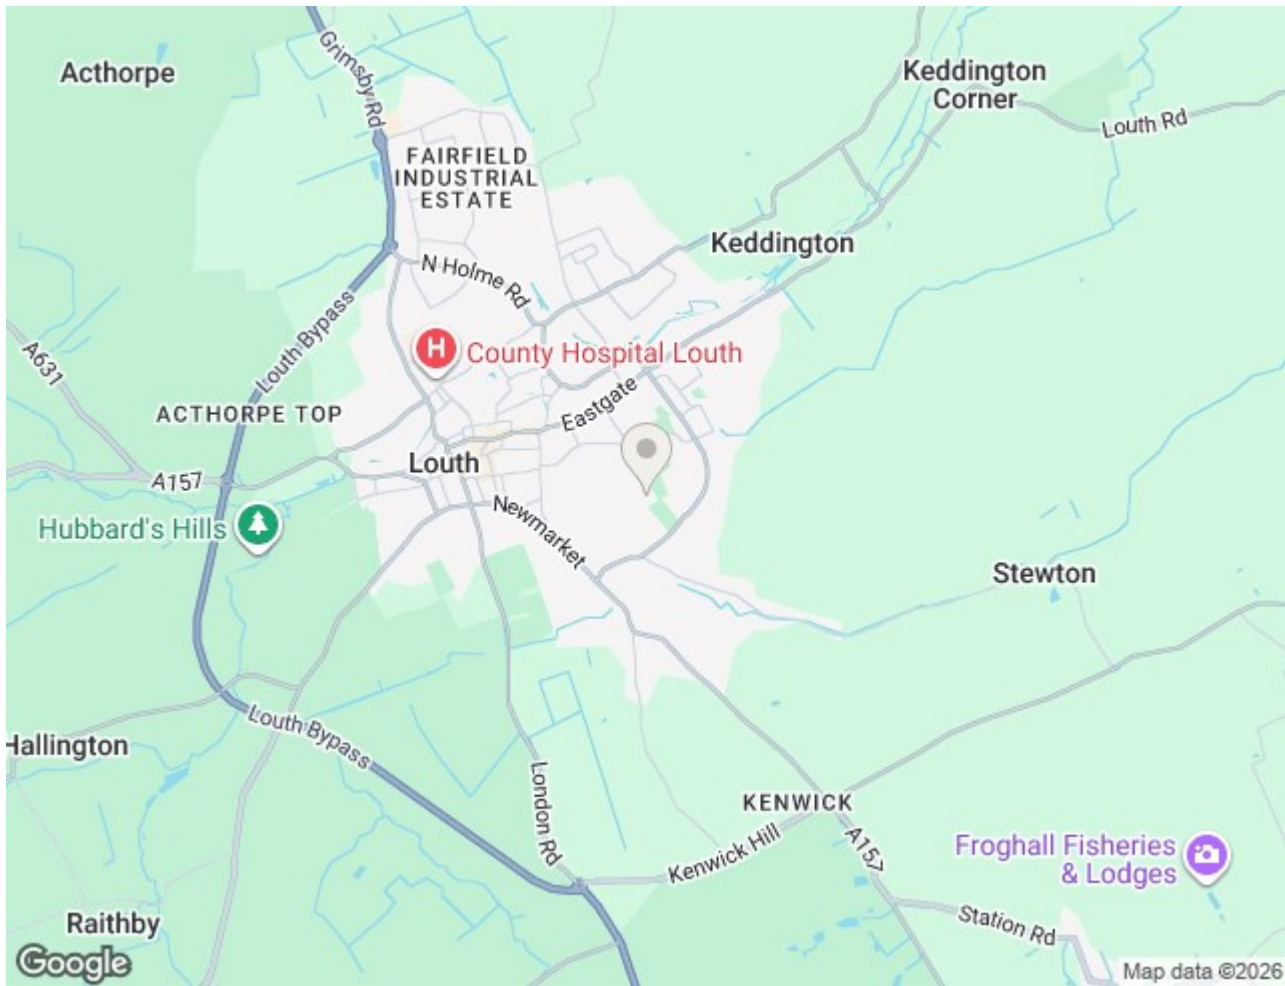 Acthorpe
Grimsby Rd
Keddington
Corner
Louth Rd
FAIRFIELD
INDUSTRIAL
ESTATE
Keddington
N Holme Rd
Louth Bypass
A631
County Hospital Louth
ACTHORPE TOP
Eastgate
Louth
A157
Newmarket
Hubbard's Hills
Stewton
Hallington
Louth Bypass
London Rd
KENWICK
Kenwick Hill
A157
Froghall Fisheries
& Lodges
Raithby
Station Rd
Google
Map data ©2026